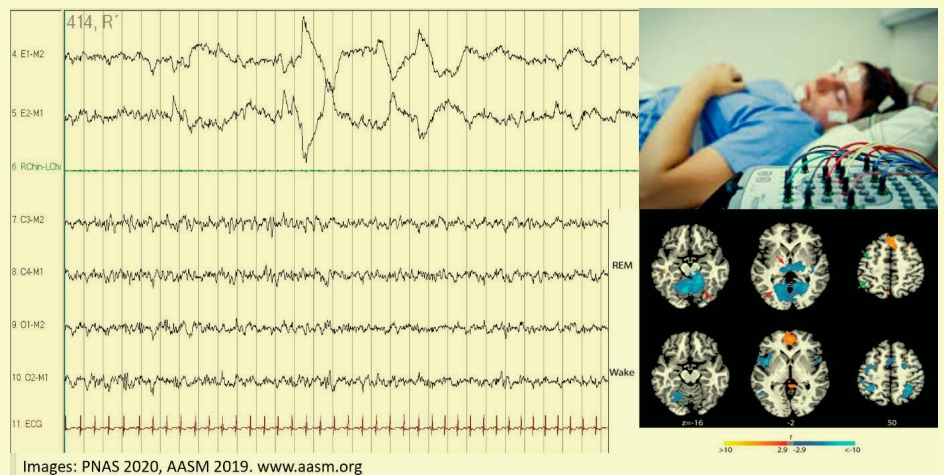 414, R´
4. E1-M2
5. E2-M1
6 RChin-LChi
7. C3-M2
8. C4-M1
9. O1-M2
10. O2-M1
11. ECG
REM
Wake
z=-16 -2 50
t
>10 2.9 -2.9 <-10
Images: PNAS 2020, AASM 2019. www.aasm.org